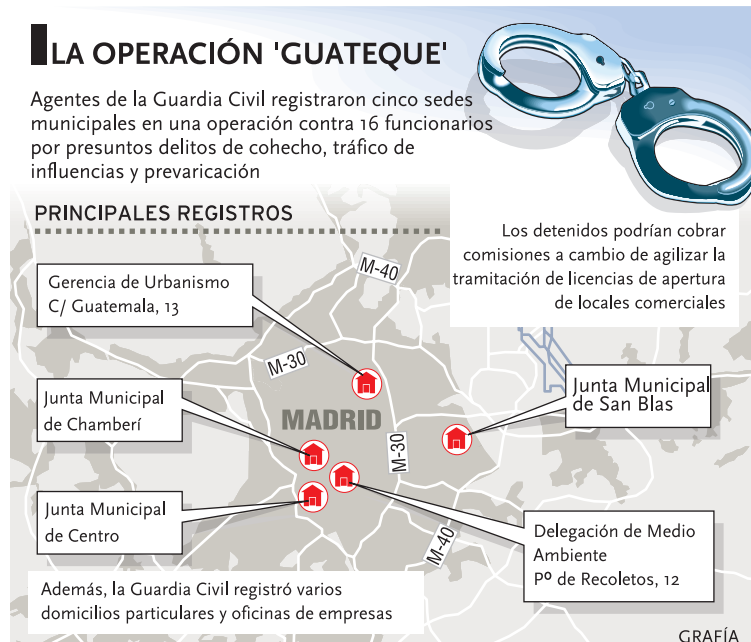 LA OPERACIÓN 'GUATEQUE'
Agentes de la Guardia Civil registraron cinco sedes
municipales en una operación contra 16 funcionarios
por presuntos delitos de cohecho, tráfico de
influencias y prevaricación
PRINCIPALES REGISTROS
Los detenidos podrían cobrar
comisiones a cambio de agilizar la
tramitación de licencias de apertura
de locales comerciales
M-40
Gerencia de Urbanismo
C/ Guatemala, 13
M-30
Junta Municipal
de Chamberí
MADRID
M-30
Junta Municipal
de San Blas
Junta Municipal
de Centro
M-40
Delegación de Medio
Ambiente
Pº de Recoletos, 12
Además, la Guardia Civil registró varios
domicilios particulares y oficinas de empresas
GRAFÍA